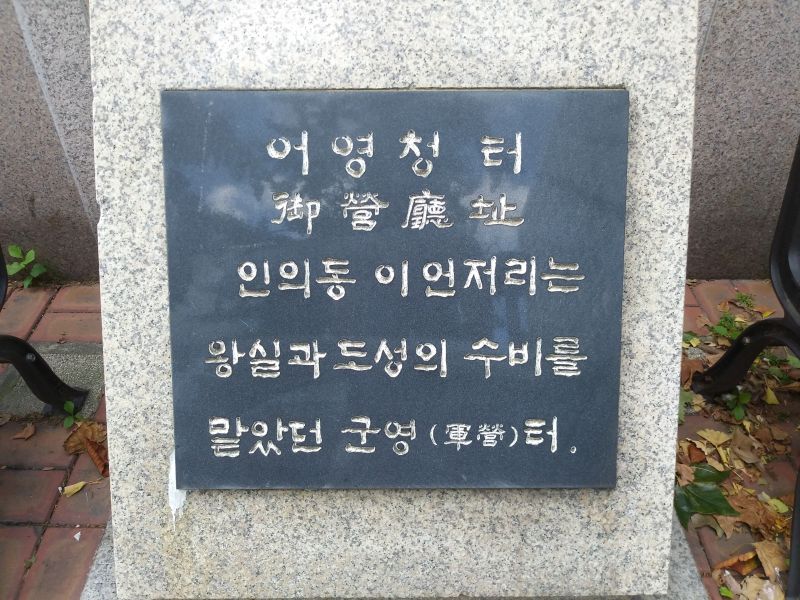 어영청 터
御營廳址
인의동 이 언저리는
왕실과 도성의 수비를
맡았던 군영(軍營)터.